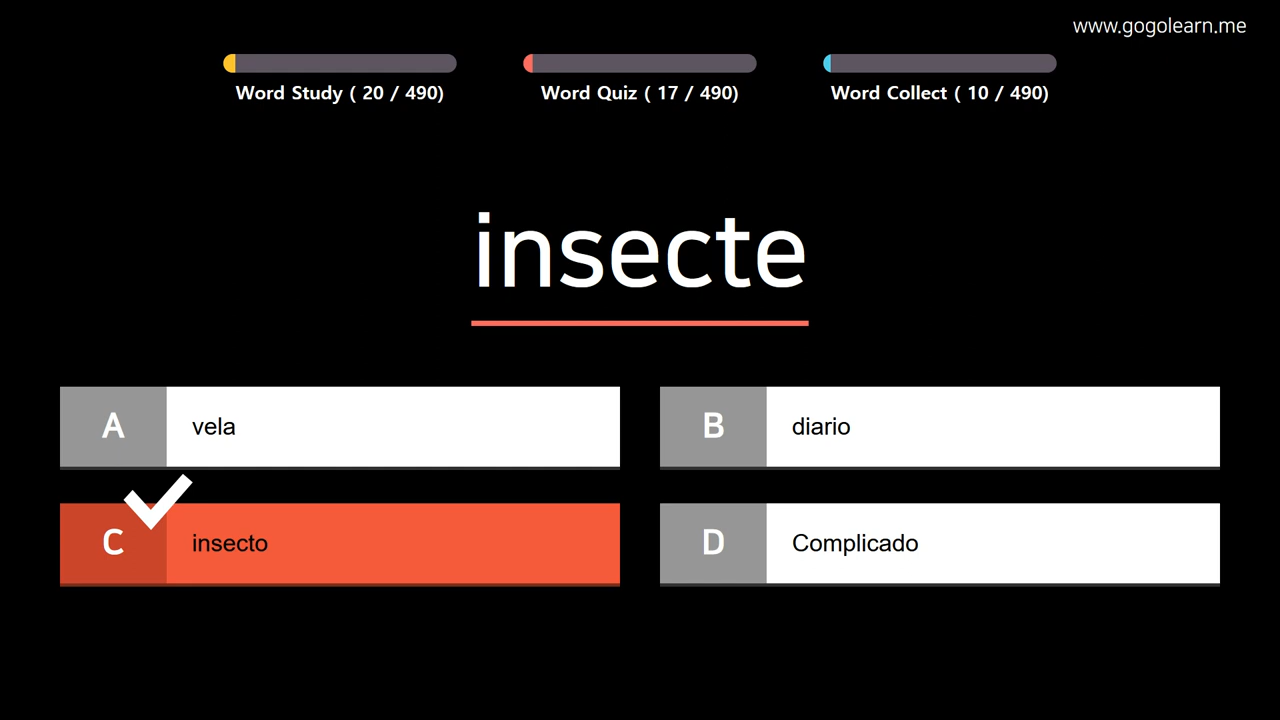 www.gogolearn.me
Word Study ( 20 / 490)
Word Quiz ( 17 / 490)
Word Collect ( 10 / 490)
insecte
A vela
B diario
C insecto
D Complicado